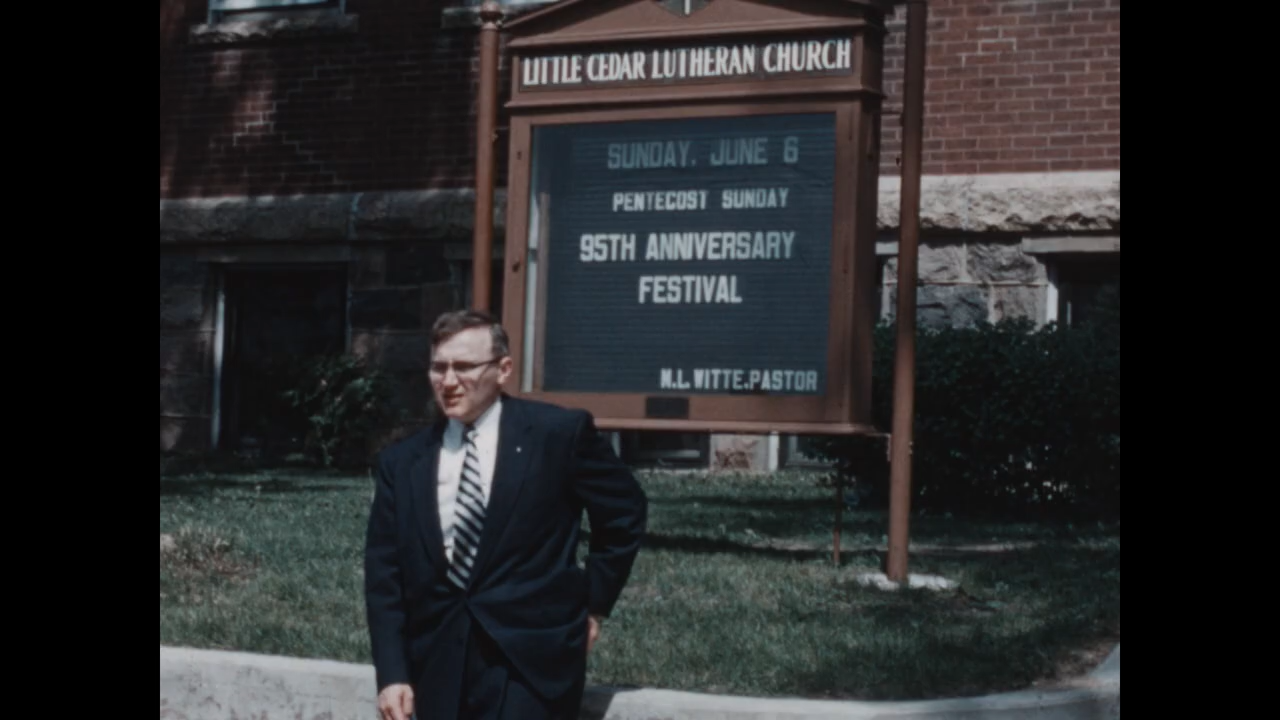 LITTLE CEDAR LUTHERAN CHURCH
SUNDAY, JUNE 6
PENTECOST SUNDAY
95TH ANNIVERSARY
FESTIVAL
M.L. WITTE, PASTOR